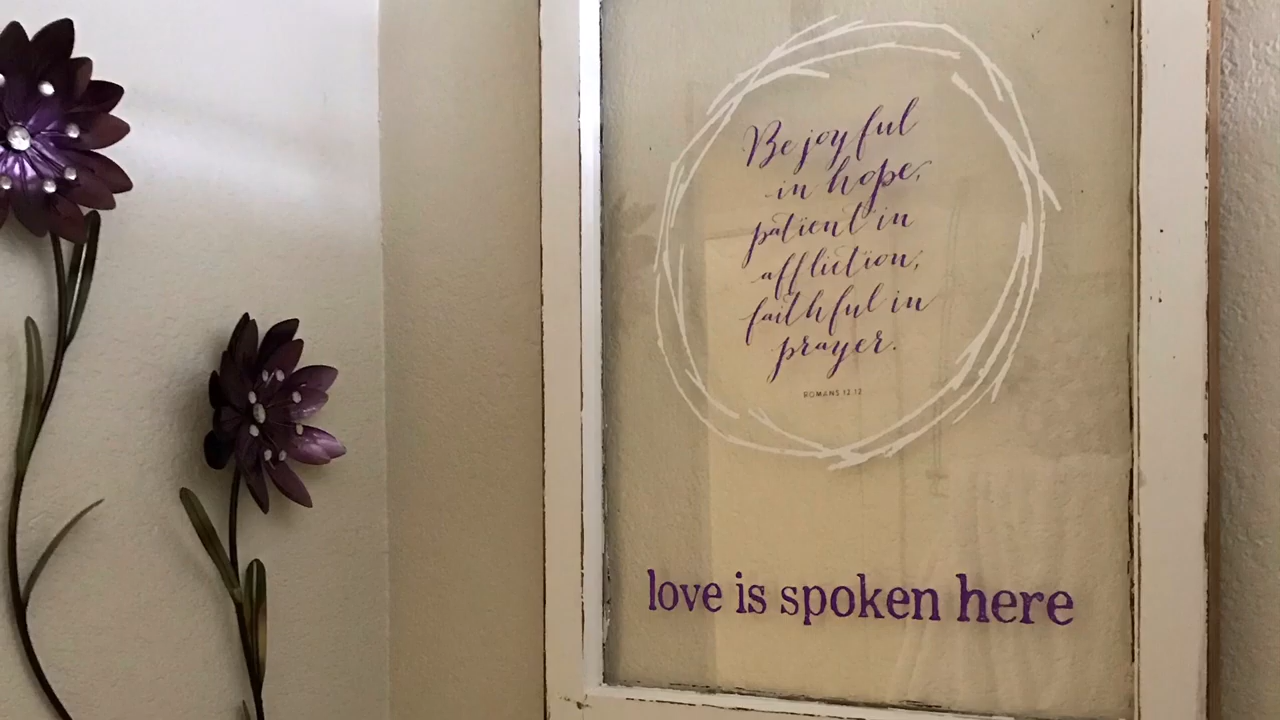 Be joyful
in hope,
patient in
affliction,
faithful in
prayer.
ROMANS 12:12
love is spoken here